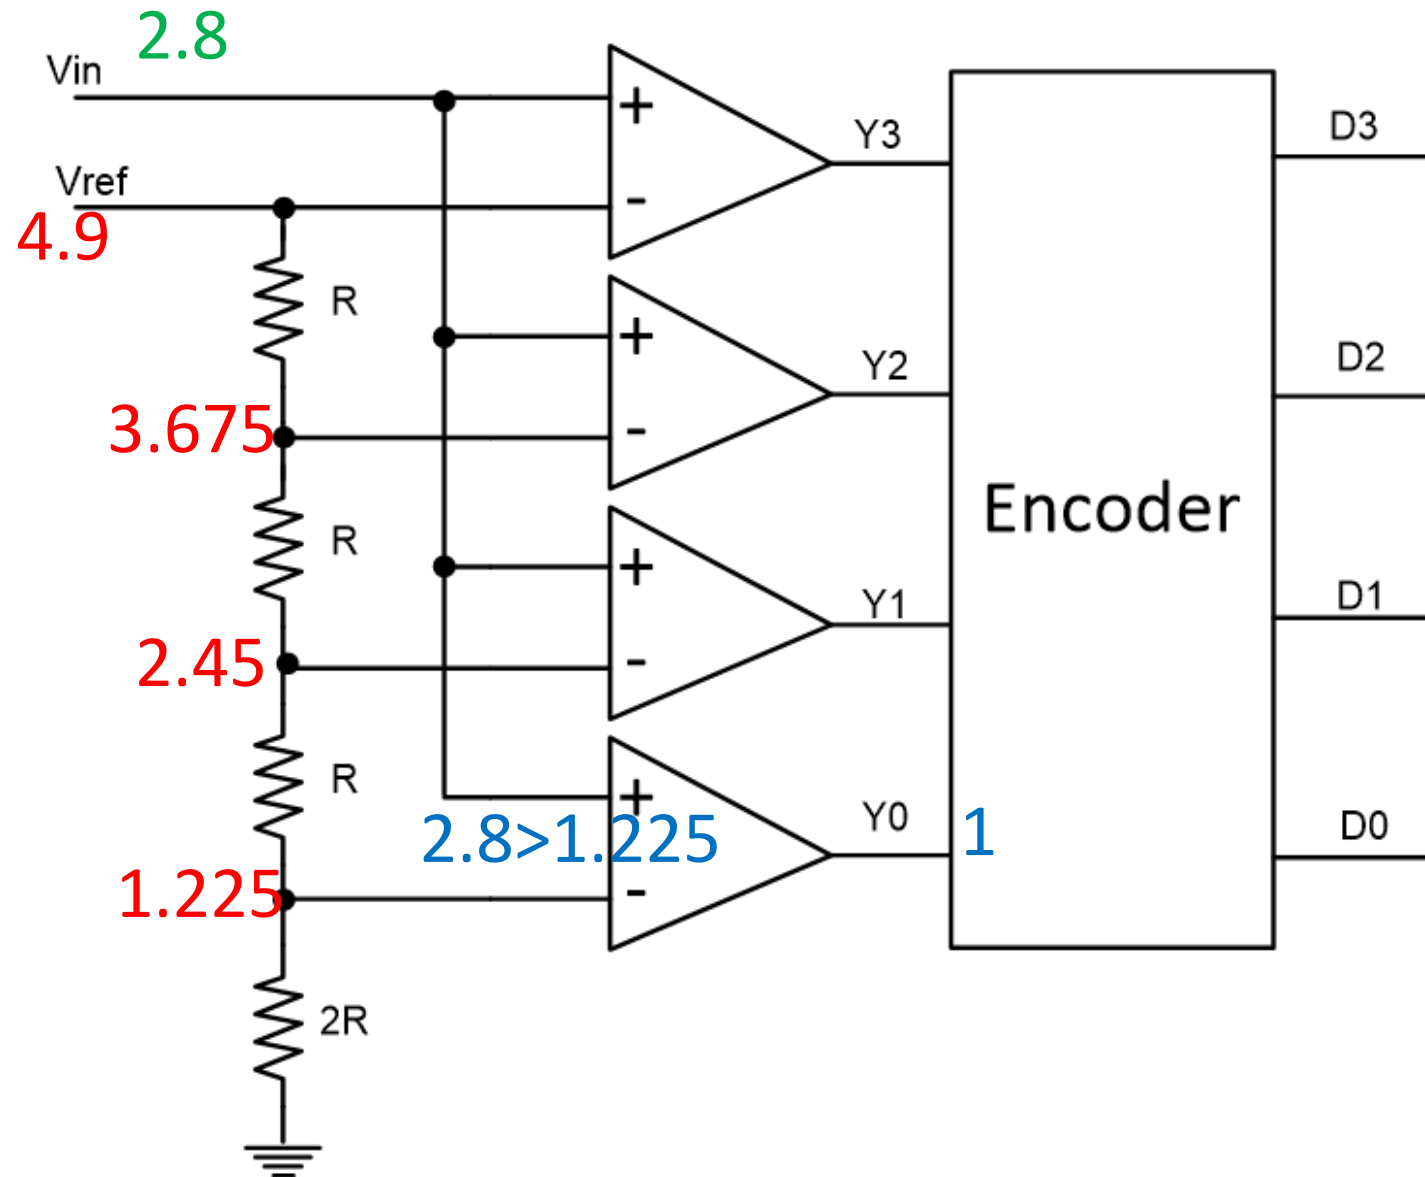 2.8
Vin
+
Y3
D3
Vref
-
4.9
R
+
Y2
D2
3.675
-
Encoder
R
+
Y1
D1
2.45
-
R
+
Y0
D0
2.8>1.225
1
1.225
-
2R